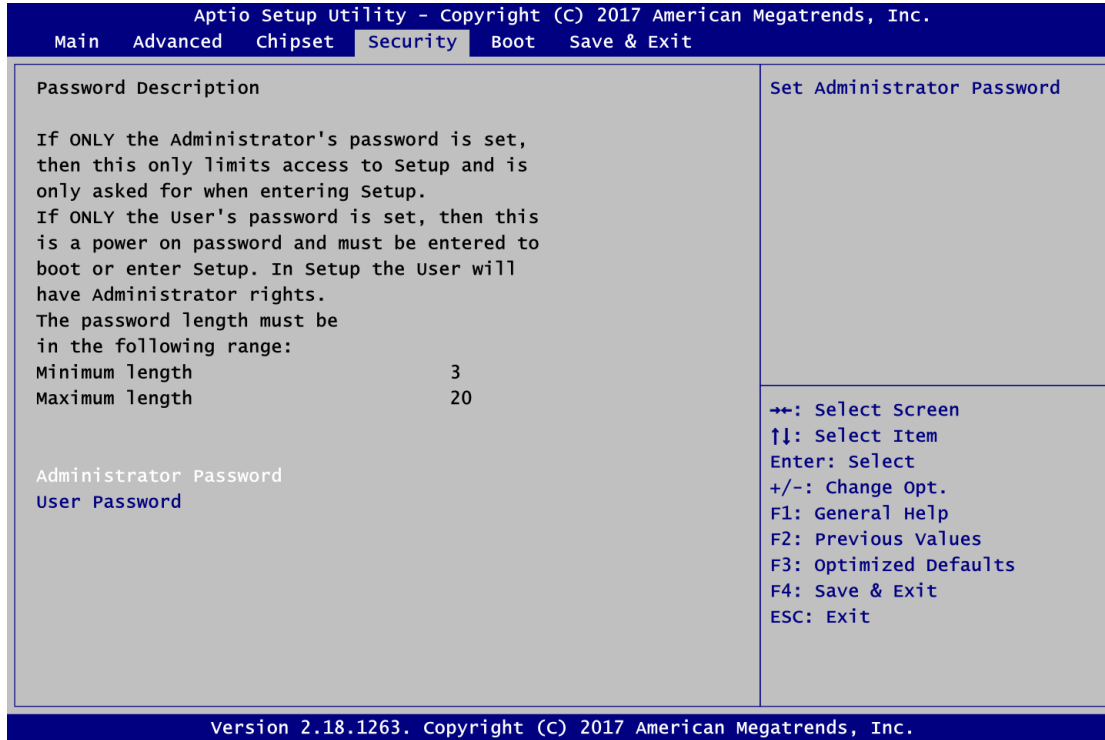 Aptio Setup Utility - Copyright (C) 2017 American Megatrends, Inc.
Main Advanced Chipset Security Boot Save & Exit
Password Description
If ONLY the Administrator's password is set,
then this only limits access to Setup and is
only asked for when entering Setup.
If ONLY the User's password is set, then this
is a power on password and must be entered to
boot or enter Setup. In Setup the User will
have Administrator rights.
The password length must be
in the following range:
Minimum length 3
Maximum length 20
Administrator Password
User Password
Set Administrator Password
→←: Select Screen
↑↓: Select Item
Enter: Select
+/-: Change Opt.
F1: General Help
F2: Previous Values
F3: Optimized Defaults
F4: Save & Exit
ESC: Exit
Version 2.18.1263. Copyright (C) 2017 American Megatrends, Inc.